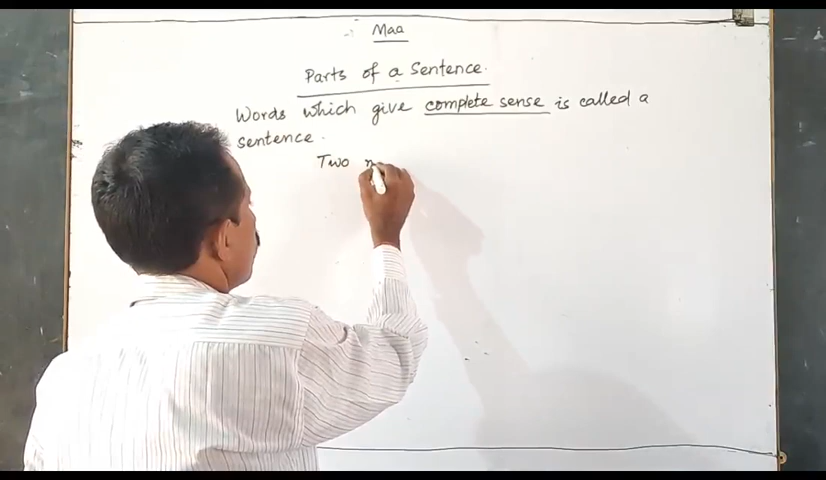 Maa
Parts of a Sentence.
Words which give complete sense is called a
sentence.
Two